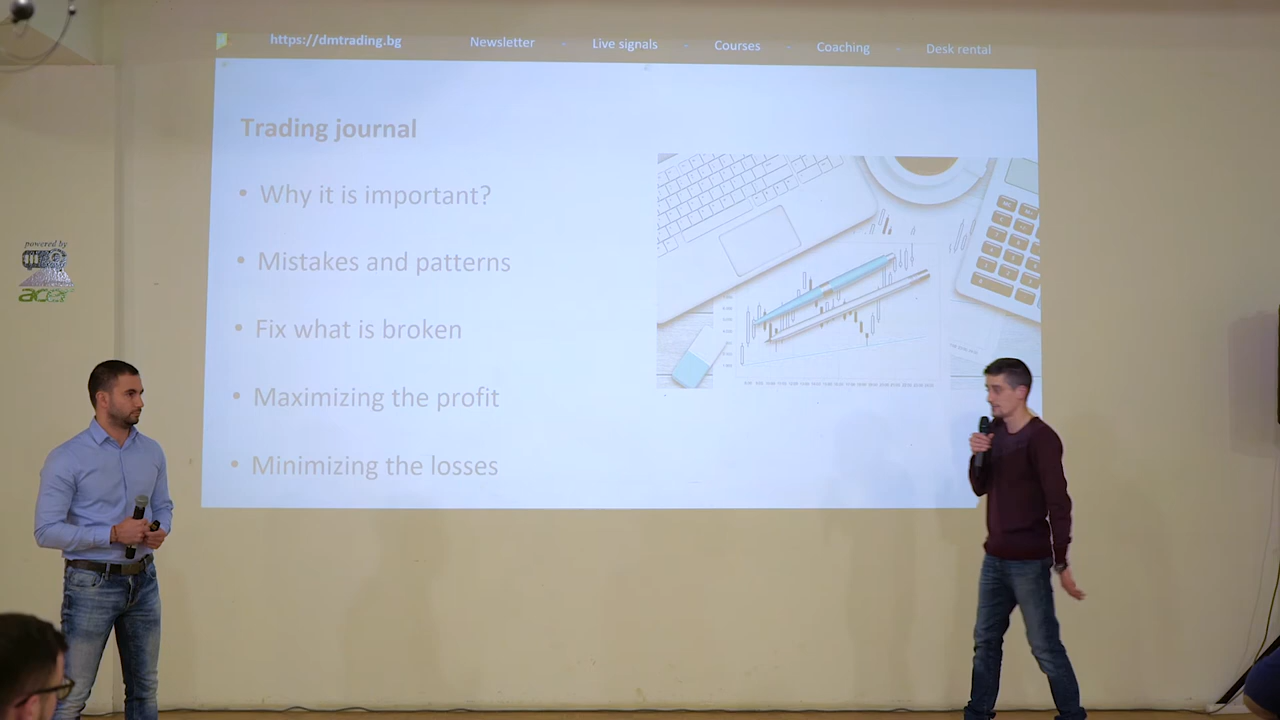 https://dmtrading.bg Newsletter - Live signals - Courses - Coaching - Desk rental
Trading journal
• Why it is important?
• Mistakes and patterns
• Fix what is broken
• Maximizing the profit
• Minimizing the losses
powered by
acer